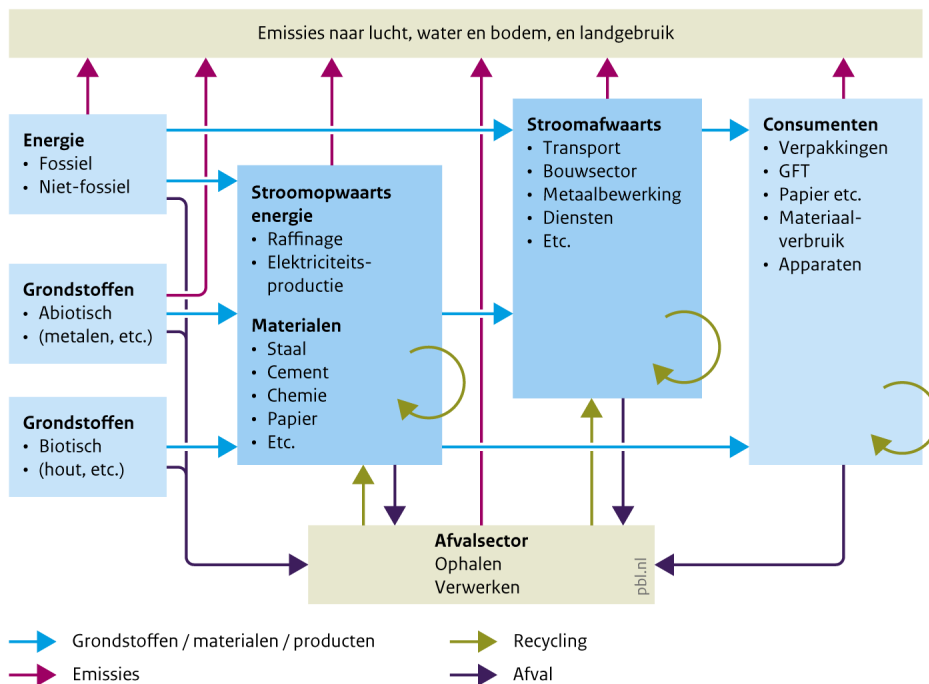 Emissies naar lucht, water en bodem, en landgebruik
Energie
• Fossiel
• Niet-fossiel
Grondstoffen
• Abiotisch
• (metalen, etc.)
Grondstoffen
• Biotisch
• (hout, etc.)
Stroomopwaarts
energie
• Raffinage
• Elektriciteits-
productie
Materialen
• Staal
• Cement
• Chemie
• Papier
• Etc.
Stroomafwaarts
• Transport
• Bouwsector
• Metaalbewerking
• Diensten
• Etc.
Consumenten
• Verpakkingen
• GFT
• Papier etc.
• Materiaal-
verbruik
• Apparaten
Afvalsector
Ophalen
Verwerken
pbl.nl
Grondstoffen / materialen / producten
Emissies
Recycling
Afval